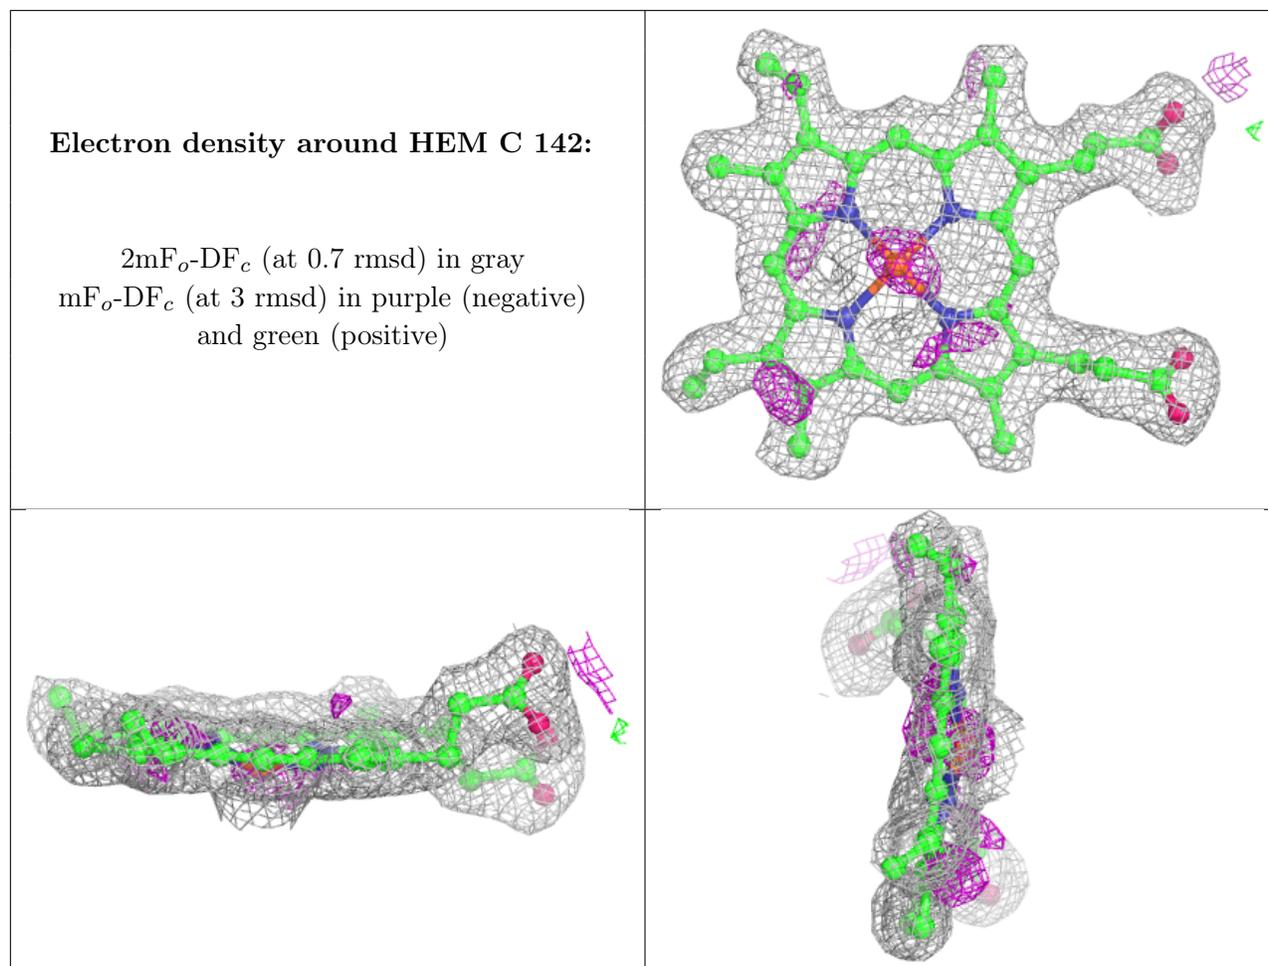 Electron density around HEM C 142:
2mFo-DFc (at 0.7 rmsd) in gray
mFo-DFc (at 3 rmsd) in purple (negative)
and green (positive)